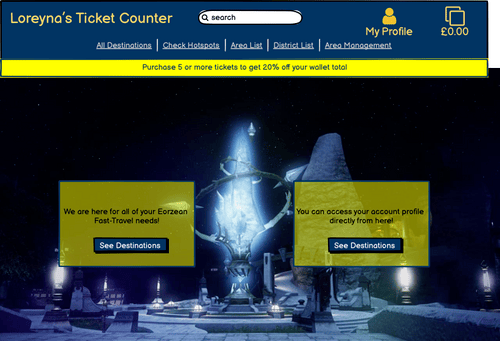 Loreyna's Ticket Counter
search
My Profile
£0.00
All Destinations
Check Hotspots
Area List
District List
Area Management
Purchase 5 or more tickets to get 20% off your wallet total
We are here for all of your Eorzean
Fast-Travel needs!
See Destinations
You can access your account profile
directly from here!
See Destinations